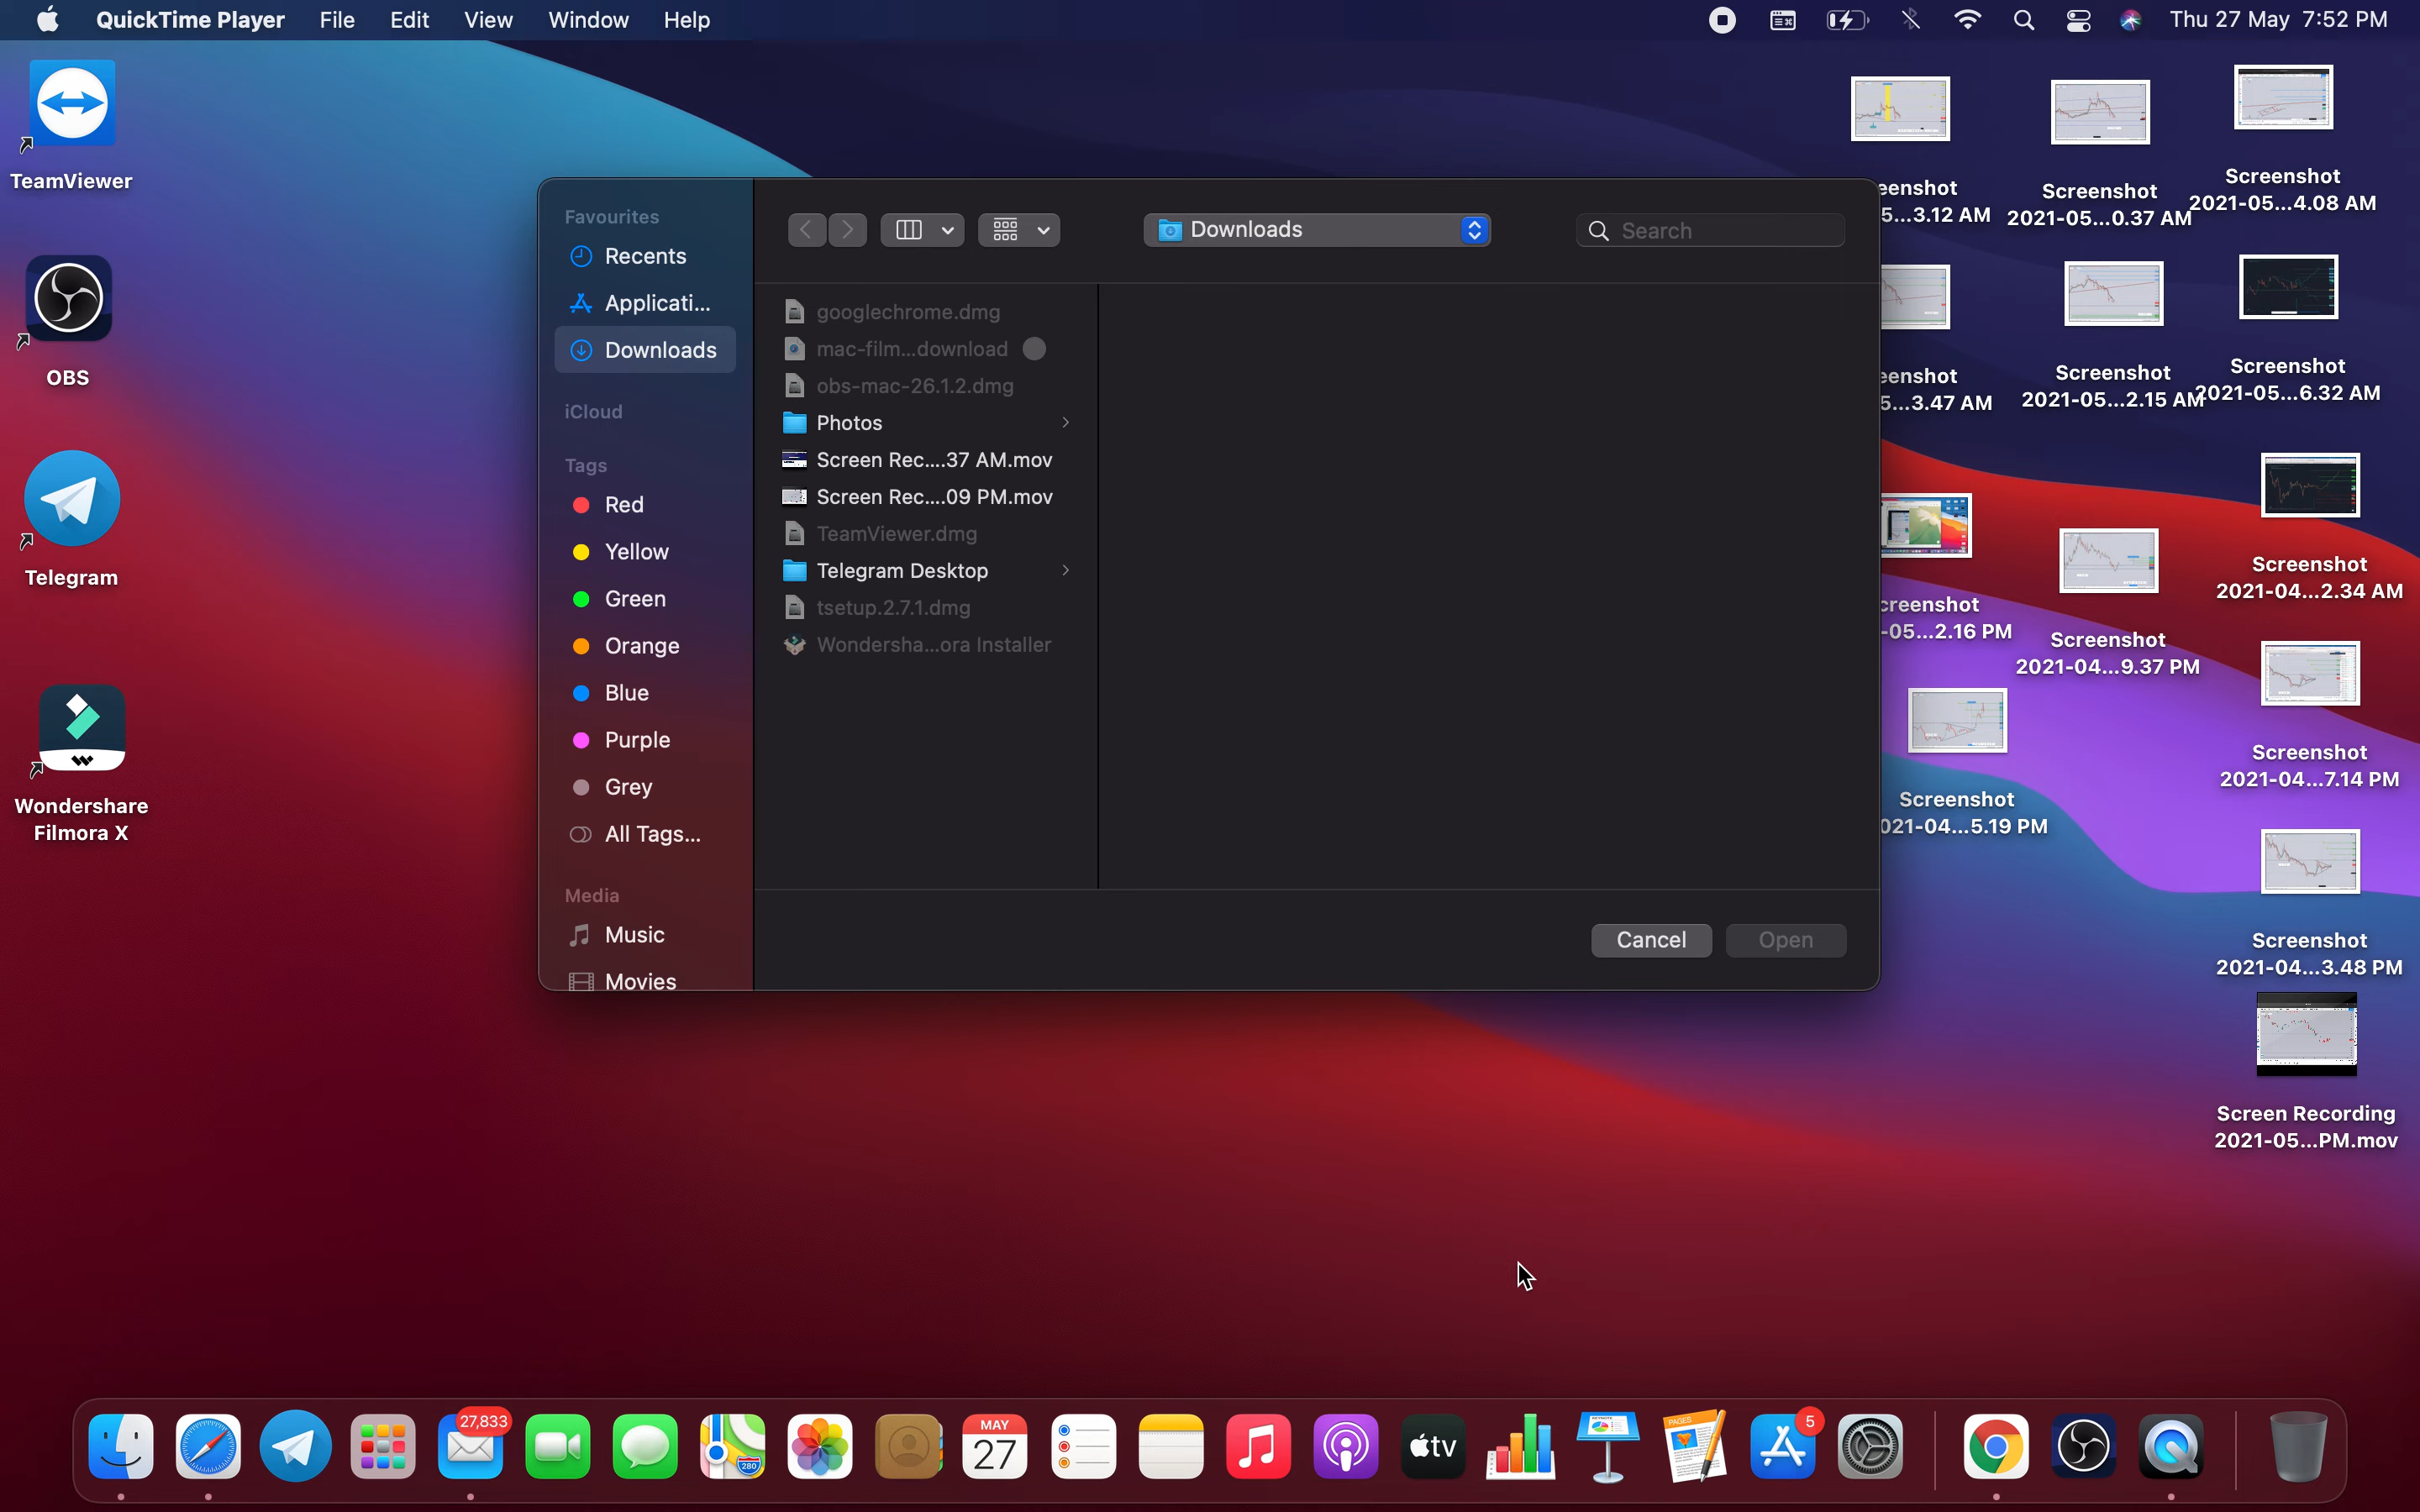 QuickTime Player File Edit View Window Help
Thu 27 May 7:52 PM
TeamViewer
OBS
Telegram
Wondershare
Filmora X
Favourites
Recents
Applicati...
Downloads
iCloud
Tags
Red
Yellow
Green
Orange
Blue
Purple
Grey
All Tags...
Media
Music
Movies
Downloads
Search
googlechrome.dmg
mac-film...download
obs-mac-26.1.2.dmg
Photos
Screen Rec....37 AM.mov
Screen Rec....09 PM.mov
TeamViewer.dmg
Telegram Desktop
tsetup.2.7.1.dmg
Wondersha...ora Installer
Cancel
Open
eenshot
5...3.12 AM
Screenshot
2021-05...0.37 AM
Screenshot
2021-05...4.08 AM
eenshot
5...3.47 AM
Screenshot
2021-05...2.15 AM
Screenshot
2021-05...6.32 AM
creenshot
-05...2.16 PM
Screenshot
2021-04...9.37 PM
Screenshot
2021-04...2.34 AM
Screenshot
021-04...5.19 PM
Screenshot
2021-04...7.14 PM
Screenshot
2021-04...3.48 PM
Screen Recording
2021-05...PM.mov
27,833
280
MAY
27
tv
KEYNOTE
PAGES
5